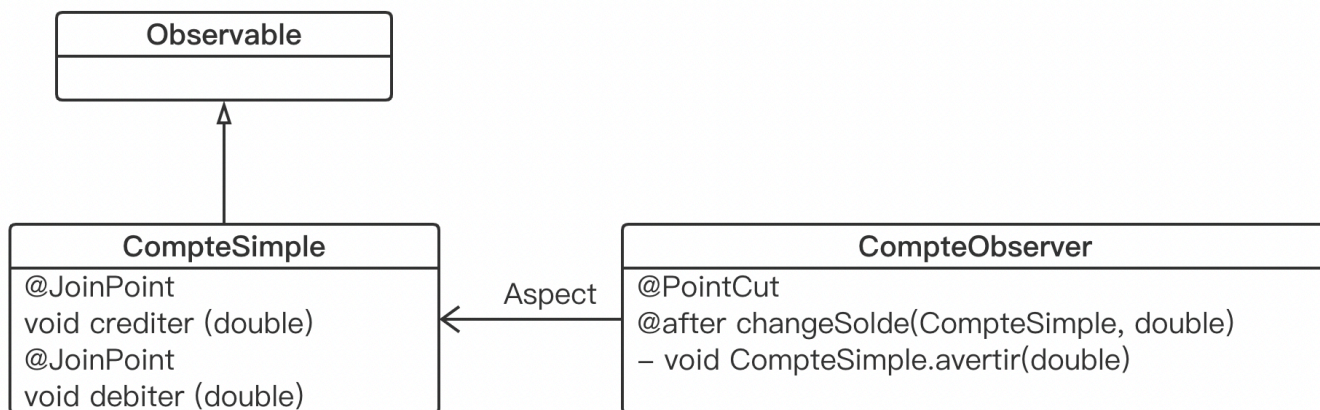 Observable
CompteSimple
@JoinPoint
void crediter (double)
@JoinPoint
void debiter (double)
Aspect
CompteObserver
@PointCut
@after changeSolde(CompteSimple, double)
– void CompteSimple.avertir(double)